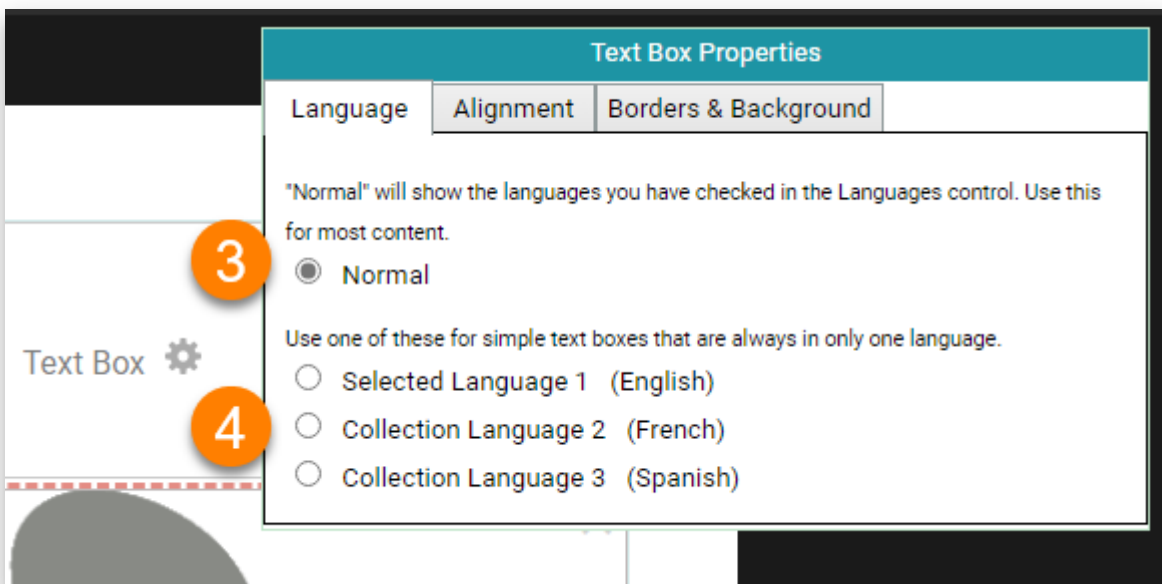 Text Box Properties
Language Alignment Borders & Background
"Normal" will show the languages you have checked in the Languages control. Use this
for most content.
3
Normal
Text Box
Use one of these for simple text boxes that are always in only one language.
Selected Language 1 (English)
4
Collection Language 2 (French)
Collection Language 3 (Spanish)